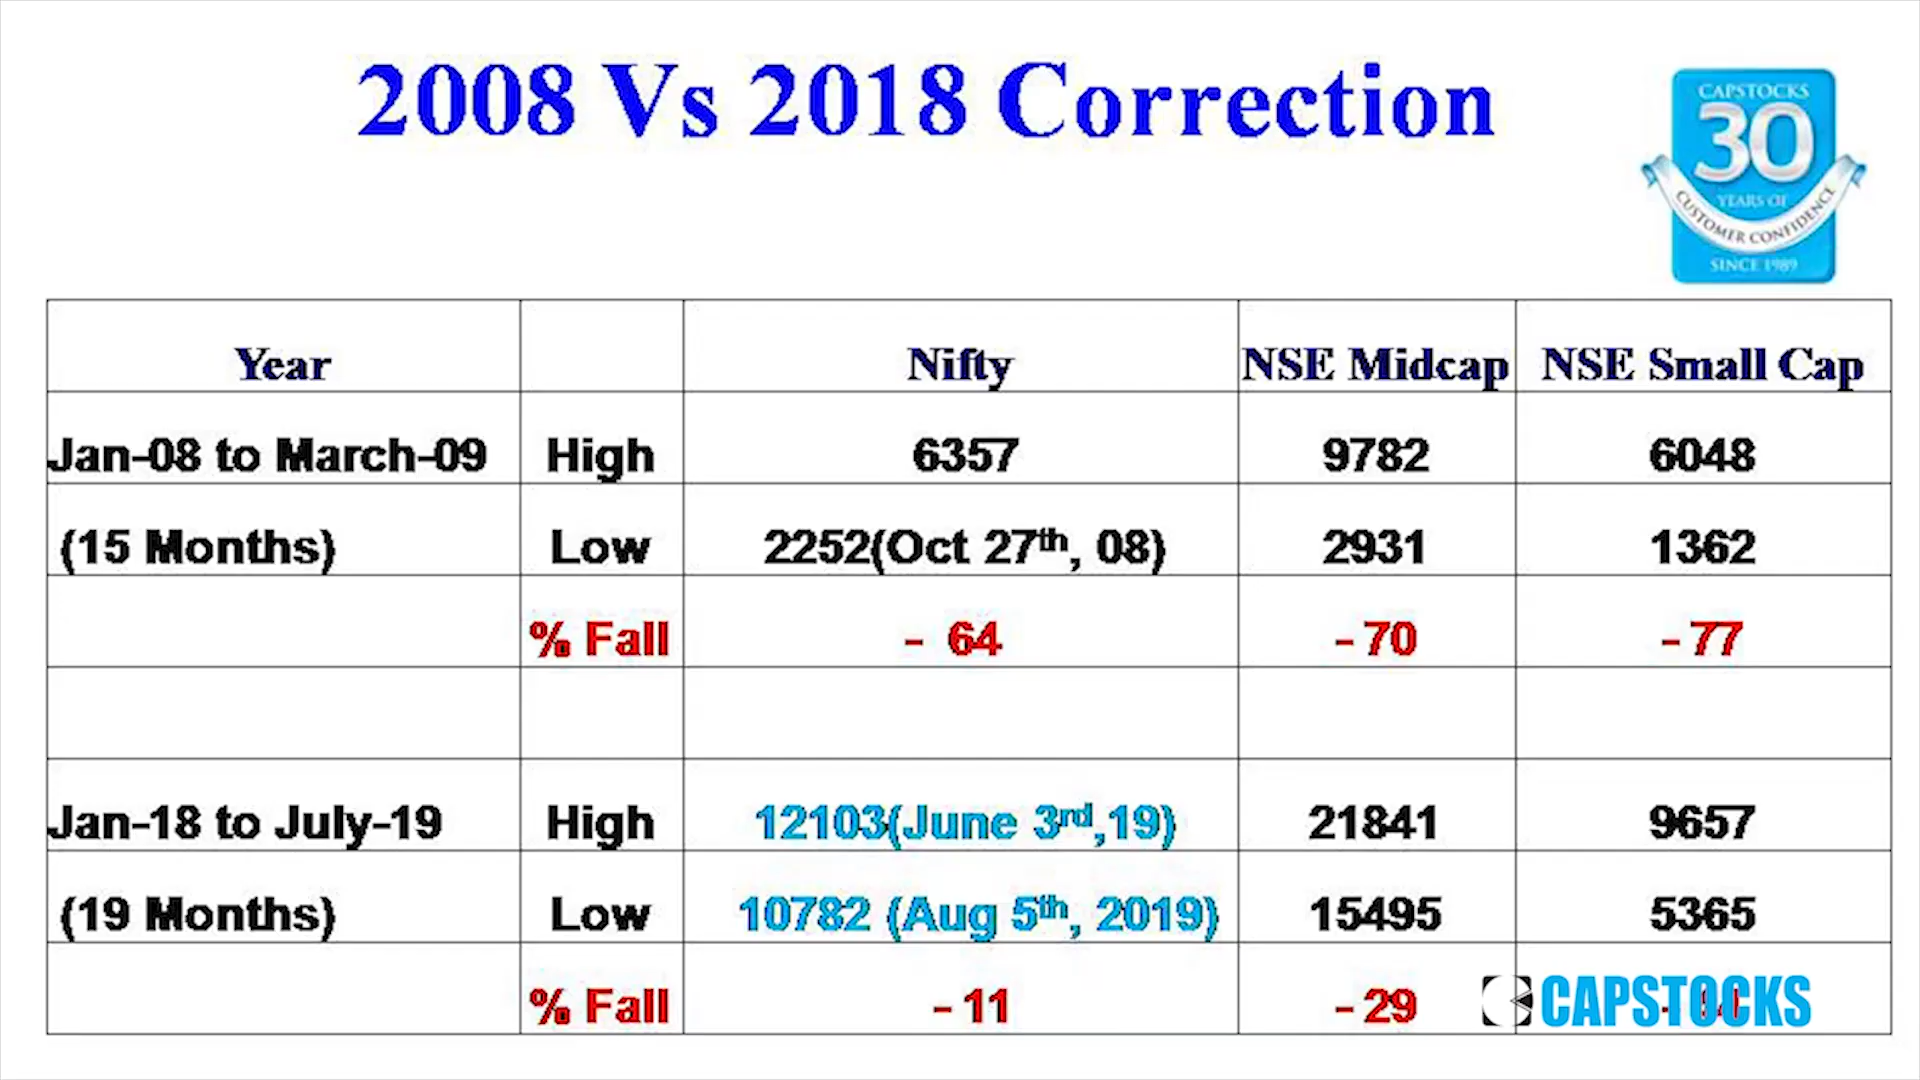 2008 Vs 2018 Correction
CAPSTOCKS
30
YEARS OF
CUSTOMER CONFIDENCE
SINCE 1989
Year Nifty NSE Midcap NSE Small Cap
Jan-08 to March-09 High 6357 9782 6048
(15 Months) Low 2252(Oct 27th, 08) 2931 1362
% Fall - 64 - 70 - 77
Jan-18 to July-19 High 12103(June 3rd,19) 21841 9657
(19 Months) Low 10782 (Aug 5th, 2019) 15495 5365
% Fall - 11 - 29
CAPSTOCKS